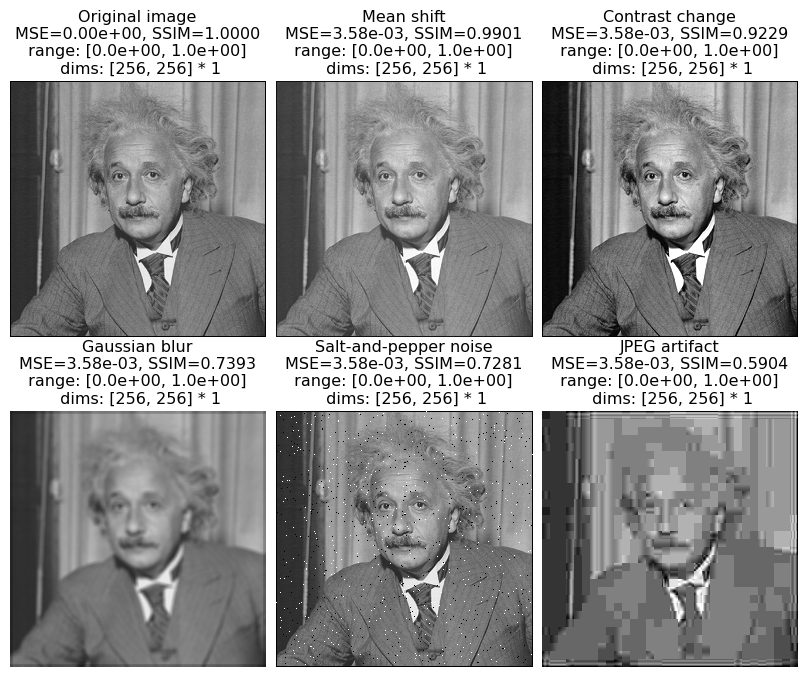 Original image
MSE=0.00e+00, SSIM=1.0000
range: [0.0e+00, 1.0e+00]
dims: [256, 256] * 1
Mean shift
MSE=3.58e-03, SSIM=0.9901
range: [0.0e+00, 1.0e+00]
dims: [256, 256] * 1
Contrast change
MSE=3.58e-03, SSIM=0.9229
range: [0.0e+00, 1.0e+00]
dims: [256, 256] * 1
Gaussian blur
MSE=3.58e-03, SSIM=0.7393
range: [0.0e+00, 1.0e+00]
dims: [256, 256] * 1
Salt-and-pepper noise
MSE=3.58e-03, SSIM=0.7281
range: [0.0e+00, 1.0e+00]
dims: [256, 256] * 1
JPEG artifact
MSE=3.58e-03, SSIM=0.5904
range: [0.0e+00, 1.0e+00]
dims: [256, 256] * 1